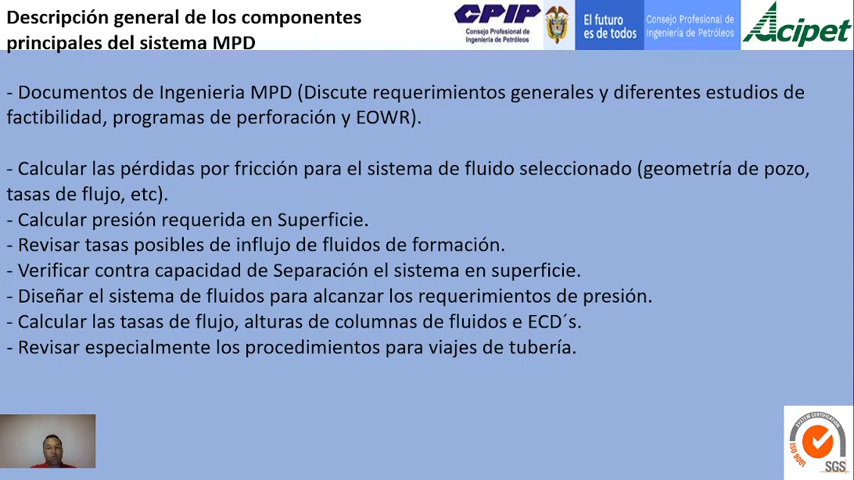 Descripción general de los componentes
principales del sistema MPD
CPIP
Consejo Profesional de
Ingeniería de Petróleos
El futuro
es de todos
Consejo Profesional de
Ingeniería de Petróleos
Acipet
- Documentos de Ingenieria MPD (Discute requerimientos generales y diferentes estudios de
factibilidad, programas de perforación y EOWR).
- Calcular las pérdidas por fricción para el sistema de fluido seleccionado (geometría de pozo,
tasas de flujo, etc).
- Calcular presión requerida en Superficie.
- Revisar tasas posibles de influjo de fluidos de formación.
- Verificar contra capacidad de Separación el sistema en superficie.
- Diseñar el sistema de fluidos para alcanzar los requerimientos de presión.
- Calcular las tasas de flujo, alturas de columnas de fluidos e ECD´s.
- Revisar especialmente los procedimientos para viajes de tubería.
SYSTEM CERTIFICATION
ISO 9001
SGS